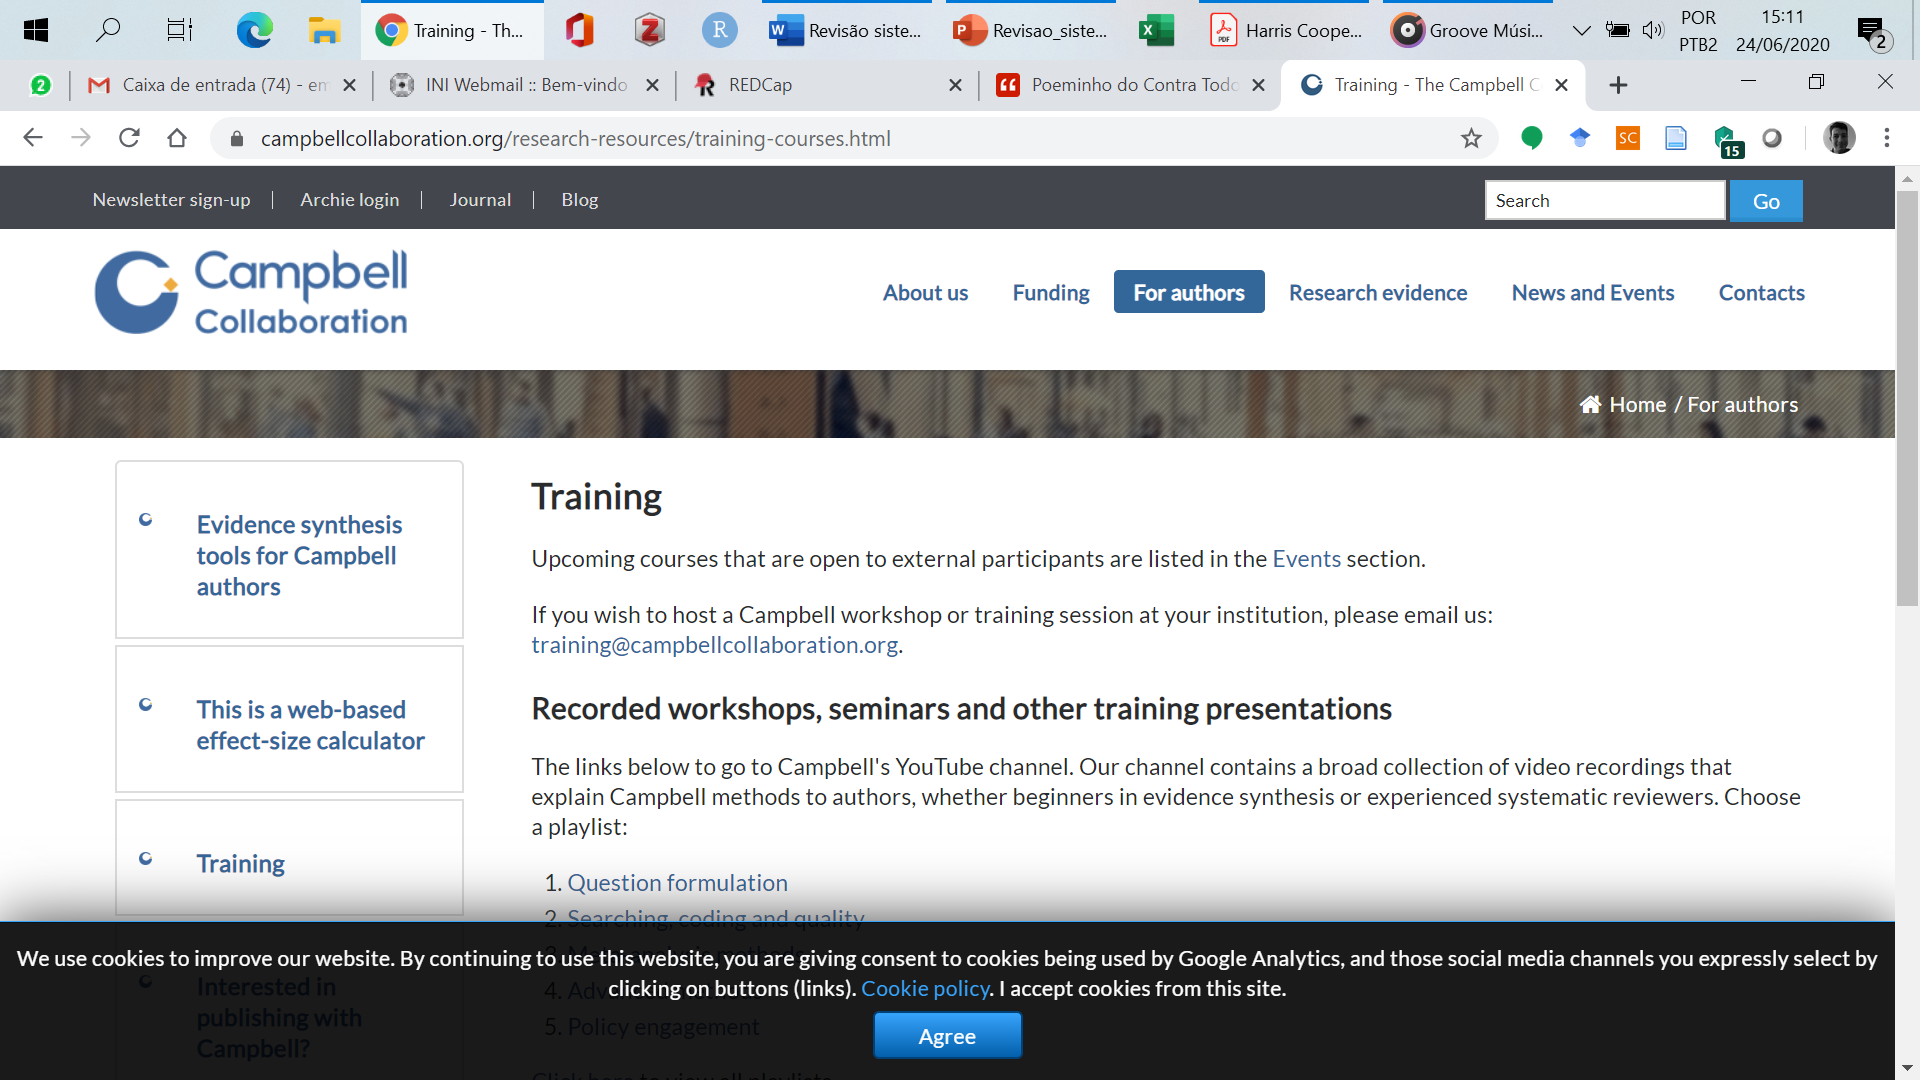 Training - Th...
Revisão siste...
Revisao_siste...
Harris Coope...
Groove Músi...
POR
PTB2
15:11
24/06/2020
2
2
Caixa de entrada (74) - em
INI Webmail :: Bem-vindo
REDCap
Poeminho do Contra Todo
Training - The Campbell C
campbellcollaboration.org/research-resources/training-courses.html
SC
15
Newsletter sign-up
Archie login
Journal
Blog
Search
Go
Campbell
Collaboration
About us
Funding
For authors
Research evidence
News and Events
Contacts
Home / For authors
Evidence synthesis
tools for Campbell
authors
This is a web-based
effect-size calculator
Training
Interested in
publishing with
Campbell?
Training
Upcoming courses that are open to external participants are listed in the Events section.
If you wish to host a Campbell workshop or training session at your institution, please email us:
training@campbellcollaboration.org.
Recorded workshops, seminars and other training presentations
The links below to go to Campbell's YouTube channel. Our channel contains a broad collection of video recordings that
explain Campbell methods to authors, whether beginners in evidence synthesis or experienced systematic reviewers. Choose
a playlist:
1. Question formulation
2. Searching, coding and quality
5. Policy engagement
Click here to view all playlists
We use cookies to improve our website. By continuing to use this website, you are giving consent to cookies being used by Google Analytics, and those social media channels you expressly select by
clicking on buttons (links). Cookie policy. I accept cookies from this site.
Agree